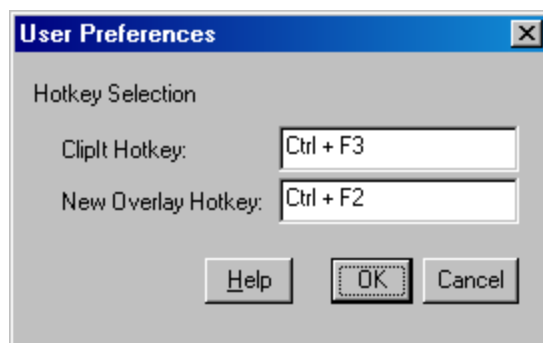 User Preferences
Hotkey Selection
ClipIt Hotkey: Ctrl + F3
New Overlay Hotkey: Ctrl + F2
Help OK Cancel